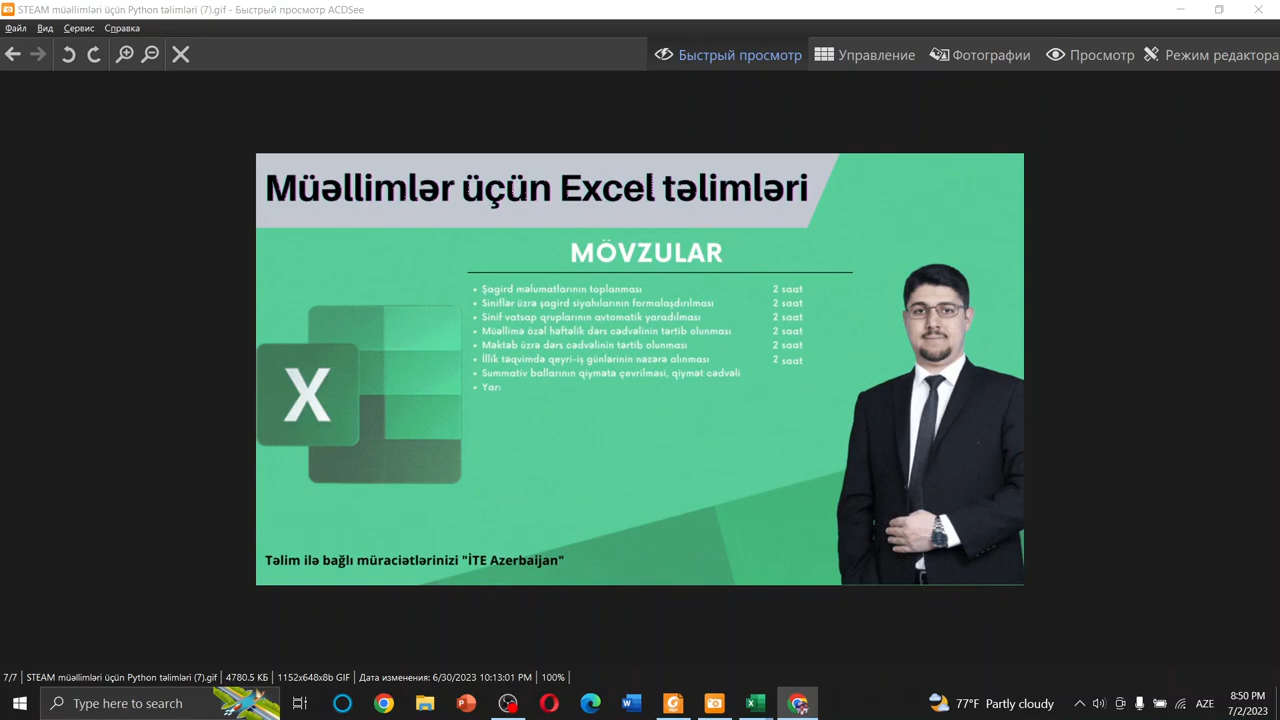 STEAM müəllimləri üçün Python təlimləri (7).gif - Быстрый просмотр ACDSee
Файл Вид Сервис Справка
Быстрый просмотр Управление Фотографии Просмотр Режим редактора
Müəllimlər üçün Excel təlimləri
MÖVZULAR
• Şagird məlumatlarının toplanması 2 saat
• Siniflər üzrə şagird siyahılarının formalaşdırılması 2 saat
• Sinif vatsap qruplarının avtomatik yaradılması 2 saat
• Müəllimə özəl həftəlik dərs cədvəlinin tərtib olunması 2 saat
• Məktəb üzrə dərs cədvəlinin tərtib olunması 2 saat
• İllik təqvimdə qeyri-iş günlərinin nəzərə alınması 2 saat
• Summativ ballarının qiymətə çevrilməsi, qiymət cədvəli
• Yarı
X
Təlim ilə bağlı müraciətlərinizi "İTE Azerbaijan"
7/7 STEAM müəllimləri üçün Python təlimləri (7).gif 4780.5 КБ 1152x648x8b GIF Дата изменения: 6/30/2023 10:13:01 PM 100%
Type here to search 77°F Partly cloudy AZE 8:50 PM
7/2/2023